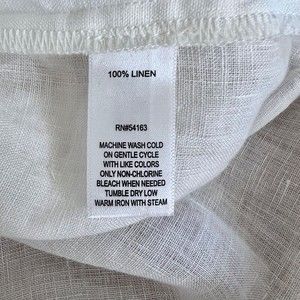 100% LINEN
RN#54163
MACHINE WASH COLD
ON GENTLE CYCLE
WITH LIKE COLORS
ONLY NON-CHLORINE
BLEACH WHEN NEEDED
TUMBLE DRY LOW
WARM IRON WITH STEAM